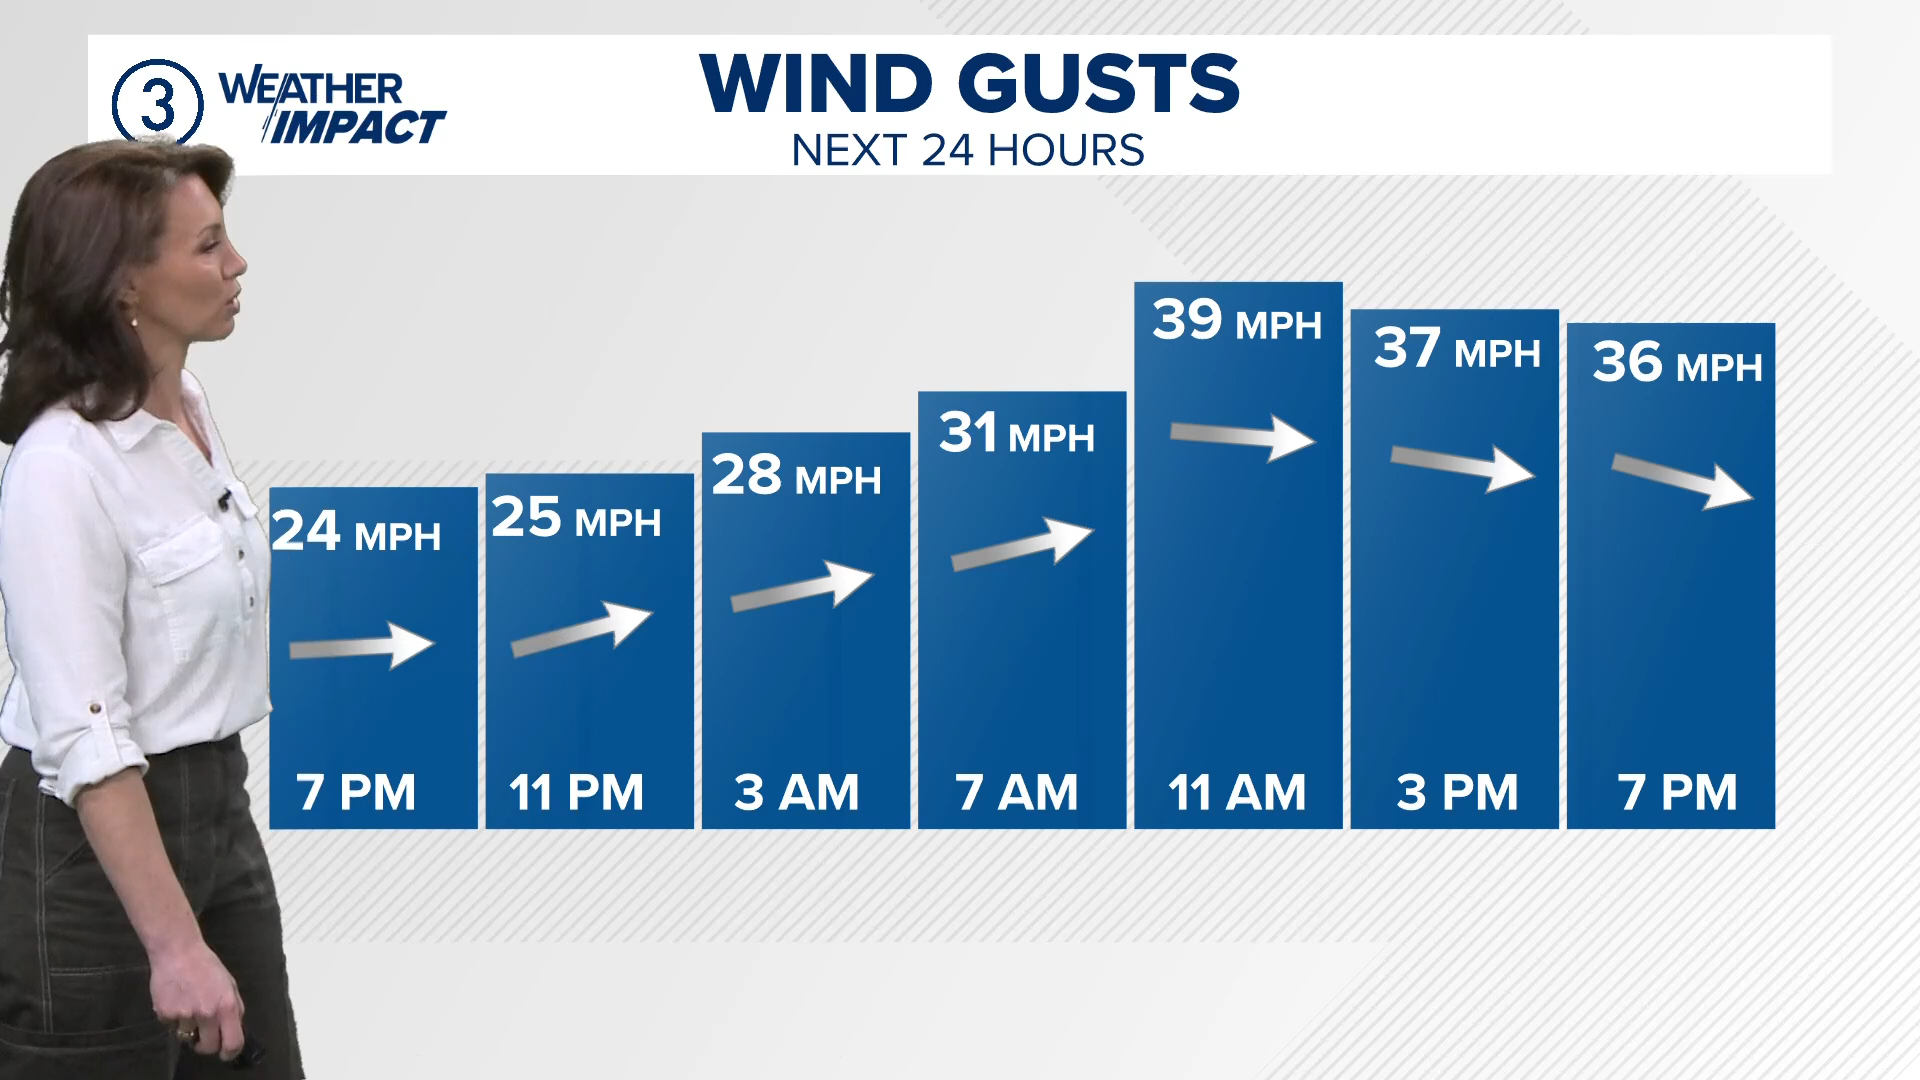 3 WEATHER
IMPACT
WIND GUSTS
NEXT 24 HOURS
24 MPH
25 MPH
28 MPH
31 MPH
39 MPH
37 MPH
36 MPH
7 PM
11 PM
3 AM
7 AM
11 AM
3 PM
7 PM